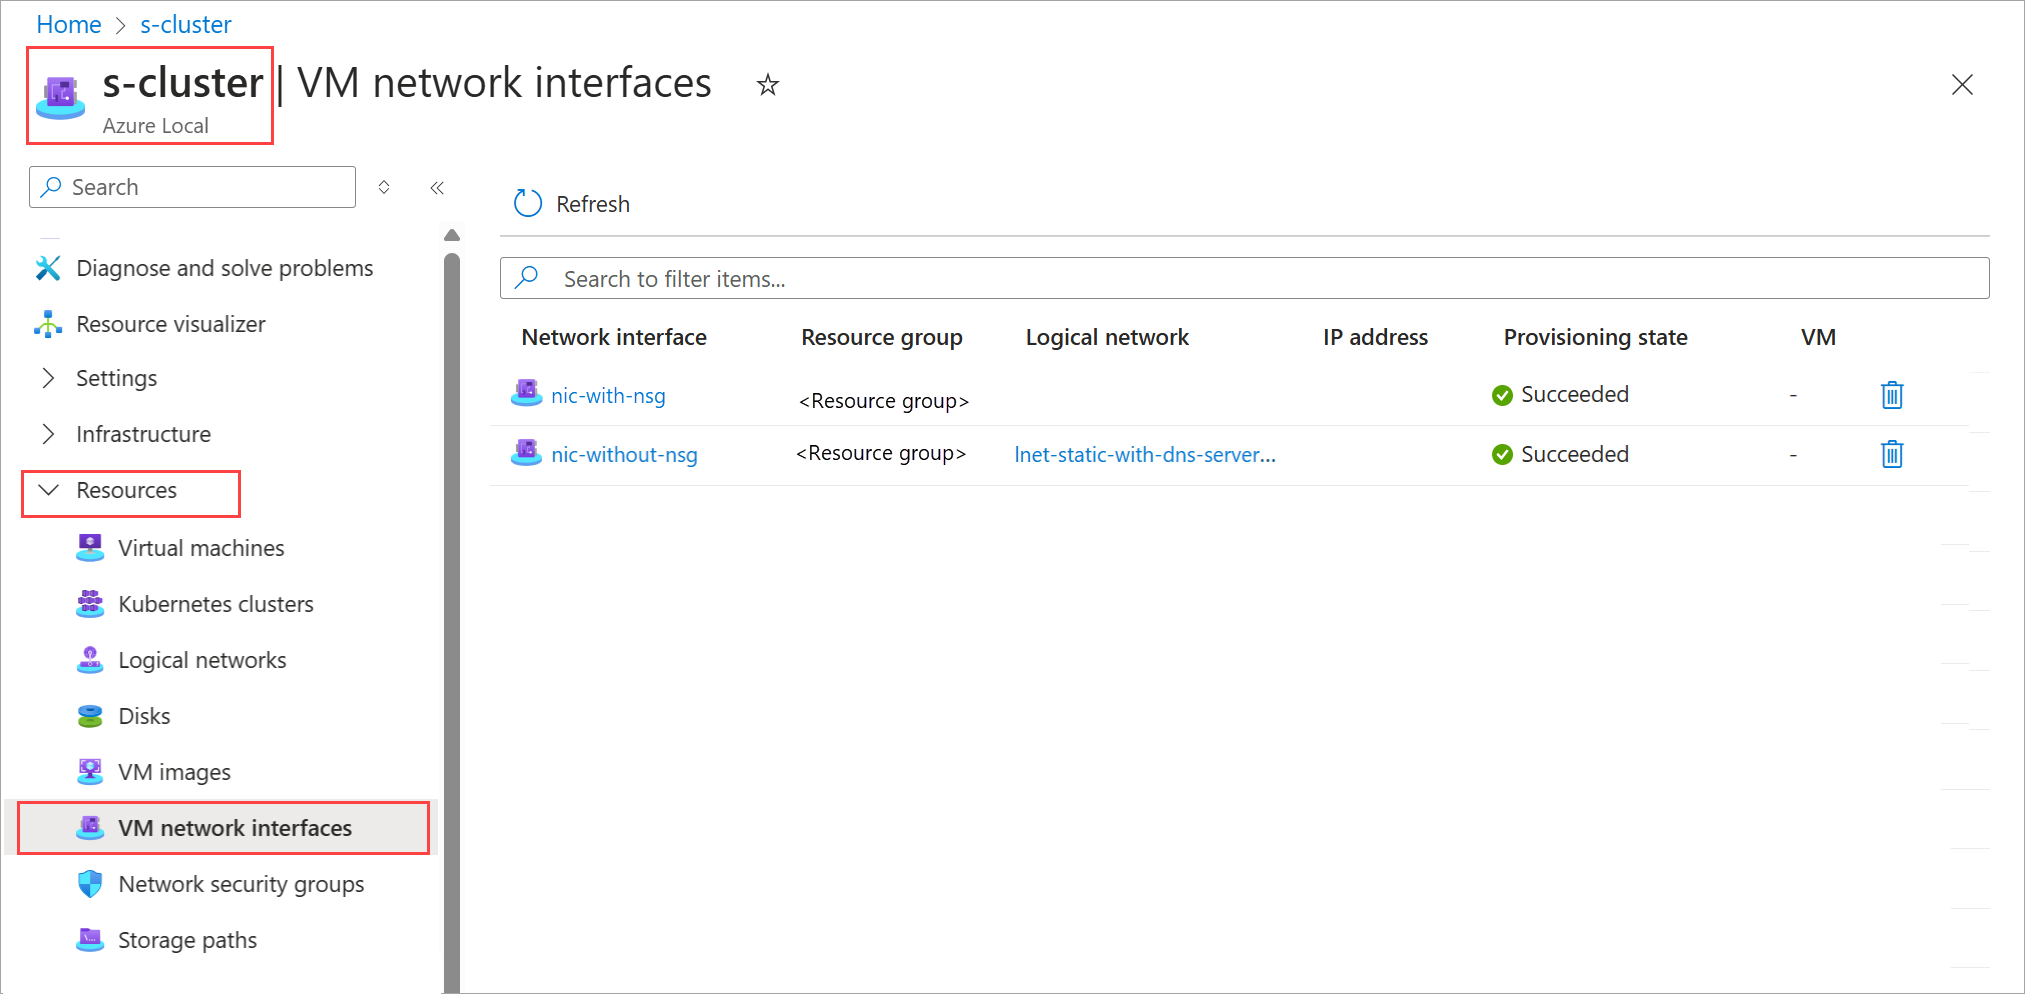 Home > s-cluster
s-cluster | VM network interfaces
Azure Local
Search
Refresh
Diagnose and solve problems
Resource visualizer
Settings
Infrastructure
Resources
Virtual machines
Kubernetes clusters
Logical networks
Disks
VM images
VM network interfaces
Network security groups
Storage paths
Search to filter items...
Network interface Resource group Logical network IP address Provisioning state VM
nic-with-nsg <Resource group> Succeeded -
nic-without-nsg <Resource group> lnet-static-with-dns-server... Succeeded -